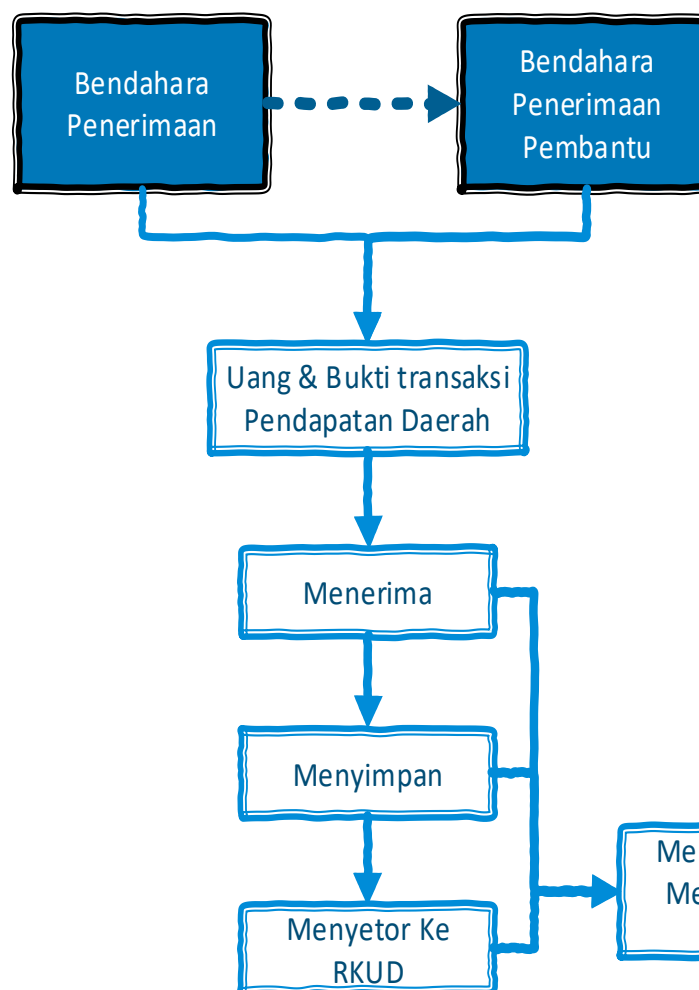 Bendahara
Penerimaan
Bendahara
Penerimaan
Pembantu
Uang & Bukti transaksi
Pendapatan Daerah
Menerima
Menyimpan
Menyetor Ke
RKUD